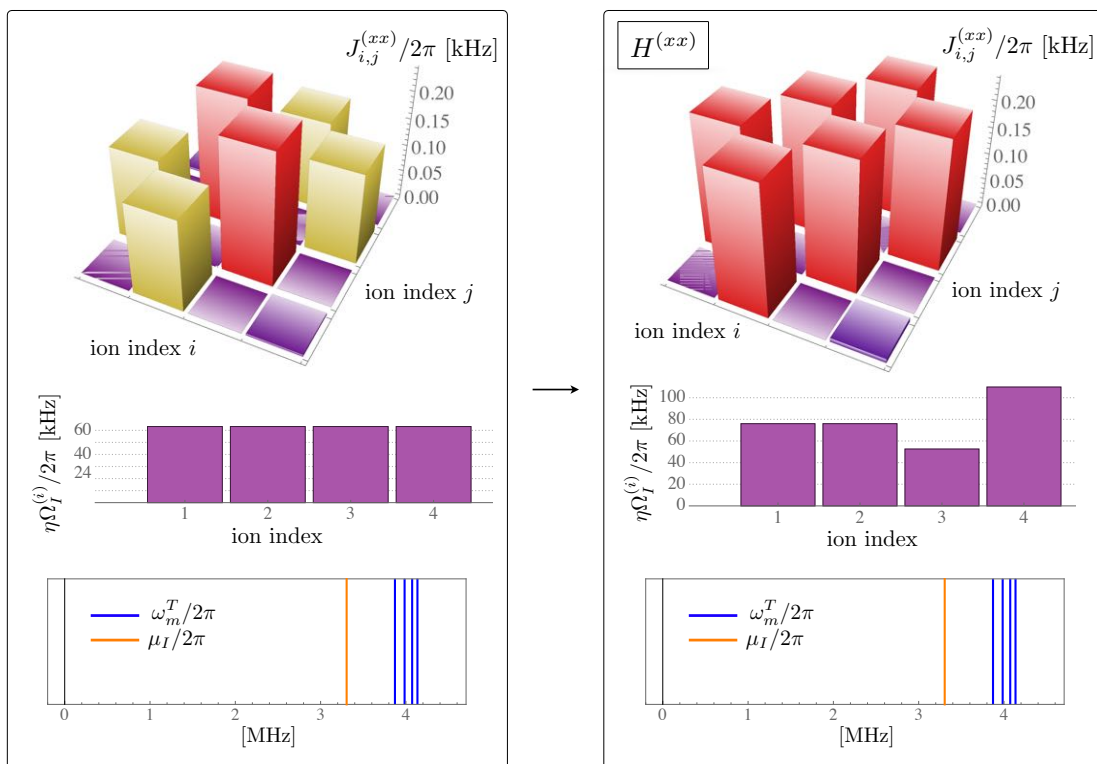 J_{i,j}^{(xx)}/2π [kHz]
0.20
0.15
0.10
0.05
0.00
ion index j
ion index i
ηΩ_I^{(i)}/2π [kHz]
60
40
24
1 2 3 4
ion index
ω_m^T/2π
μ_I/2π
0 1 2 3 4
[MHz]
H^{(xx)}
J_{i,j}^{(xx)}/2π [kHz]
0.20
0.15
0.10
0.05
0.00
ion index j
ion index i
ηΩ_I^{(i)}/2π [kHz]
100
80
60
40
20
0
1 2 3 4
ion index
ω_m^T/2π
μ_I/2π
0 1 2 3 4
[MHz]